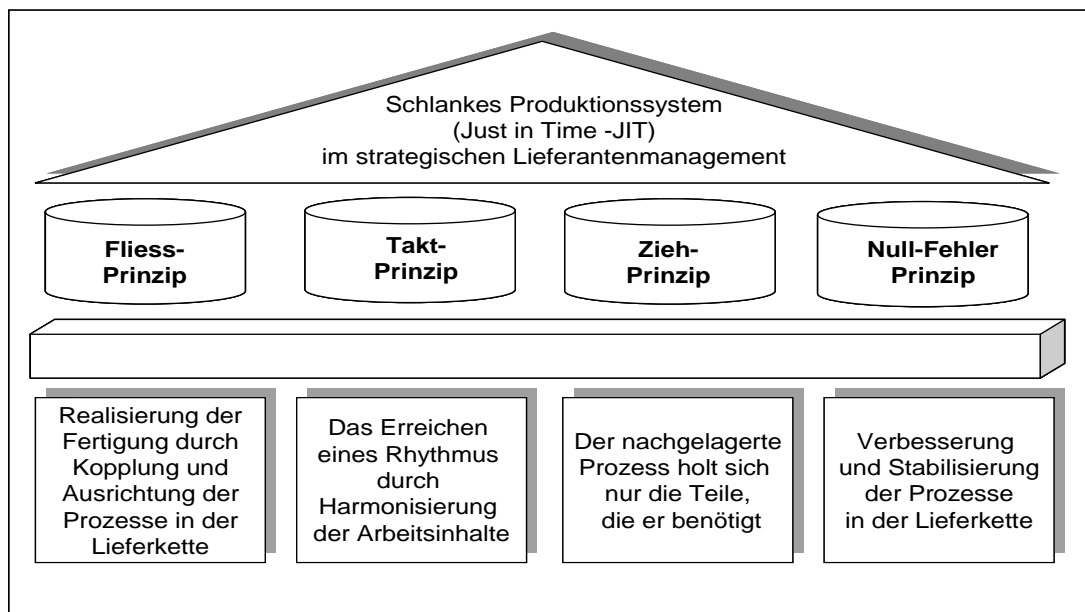 Schlankes Produktionssystem
(Just in Time -JIT)
im strategischen Lieferantenmanagement
Fliess-
Prinzip
Takt-
Prinzip
Zieh-
Prinzip
Null-Fehler
Prinzip
Realisierung der
Fertigung durch
Kopplung und
Ausrichtung der
Prozesse in der
Lieferkette
Das Erreichen
eines Rhythmus
durch
Harmonisierung
der Arbeitsinhalte
Der nachgelagerte
Prozess holt sich
nur die Teile,
die er benötigt
Verbesserung
und Stabilisierung
der Prozesse
in der Lieferkette